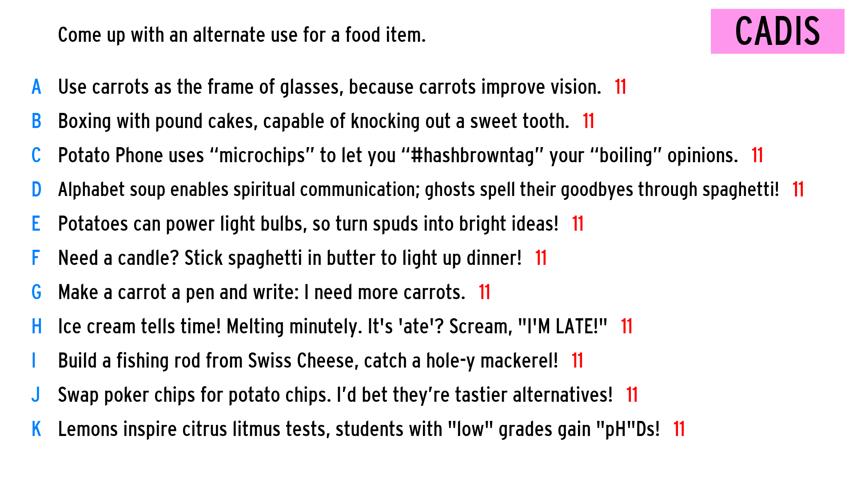 Come up with an alternate use for a food item.
CADIS
A Use carrots as the frame of glasses, because carrots improve vision. 11
B Boxing with pound cakes, capable of knocking out a sweet tooth. 11
C Potato Phone uses “microchips” to let you “#hashbrowntag” your “boiling” opinions. 11
D Alphabet soup enables spiritual communication; ghosts spell their goodbyes through spaghetti! 11
E Potatoes can power light bulbs, so turn spuds into bright ideas! 11
F Need a candle? Stick spaghetti in butter to light up dinner! 11
G Make a carrot a pen and write: I need more carrots. 11
H Ice cream tells time! Melting minutely. It's 'ate'? Scream, "I'M LATE!" 11
I Build a fishing rod from Swiss Cheese, catch a hole-y mackerel! 11
J Swap poker chips for potato chips. I’d bet they’re tastier alternatives! 11
K Lemons inspire citrus litmus tests, students with "low" grades gain "pH"Ds! 11